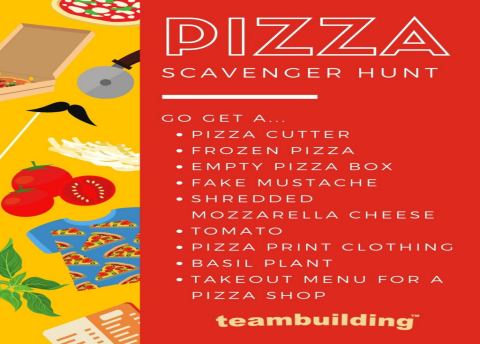 PIZZA
SCAVENGER HUNT
GO GET A...
• PIZZA CUTTER
• FROZEN PIZZA
• EMPTY PIZZA BOX
• FAKE MUSTACHE
• SHREDDED
MOZZARELLA CHEESE
• TOMATO
• PIZZA PRINT CLOTHING
• BASIL PLANT
• TAKEOUT MENU FOR A
PIZZA SHOP
teambuilding™